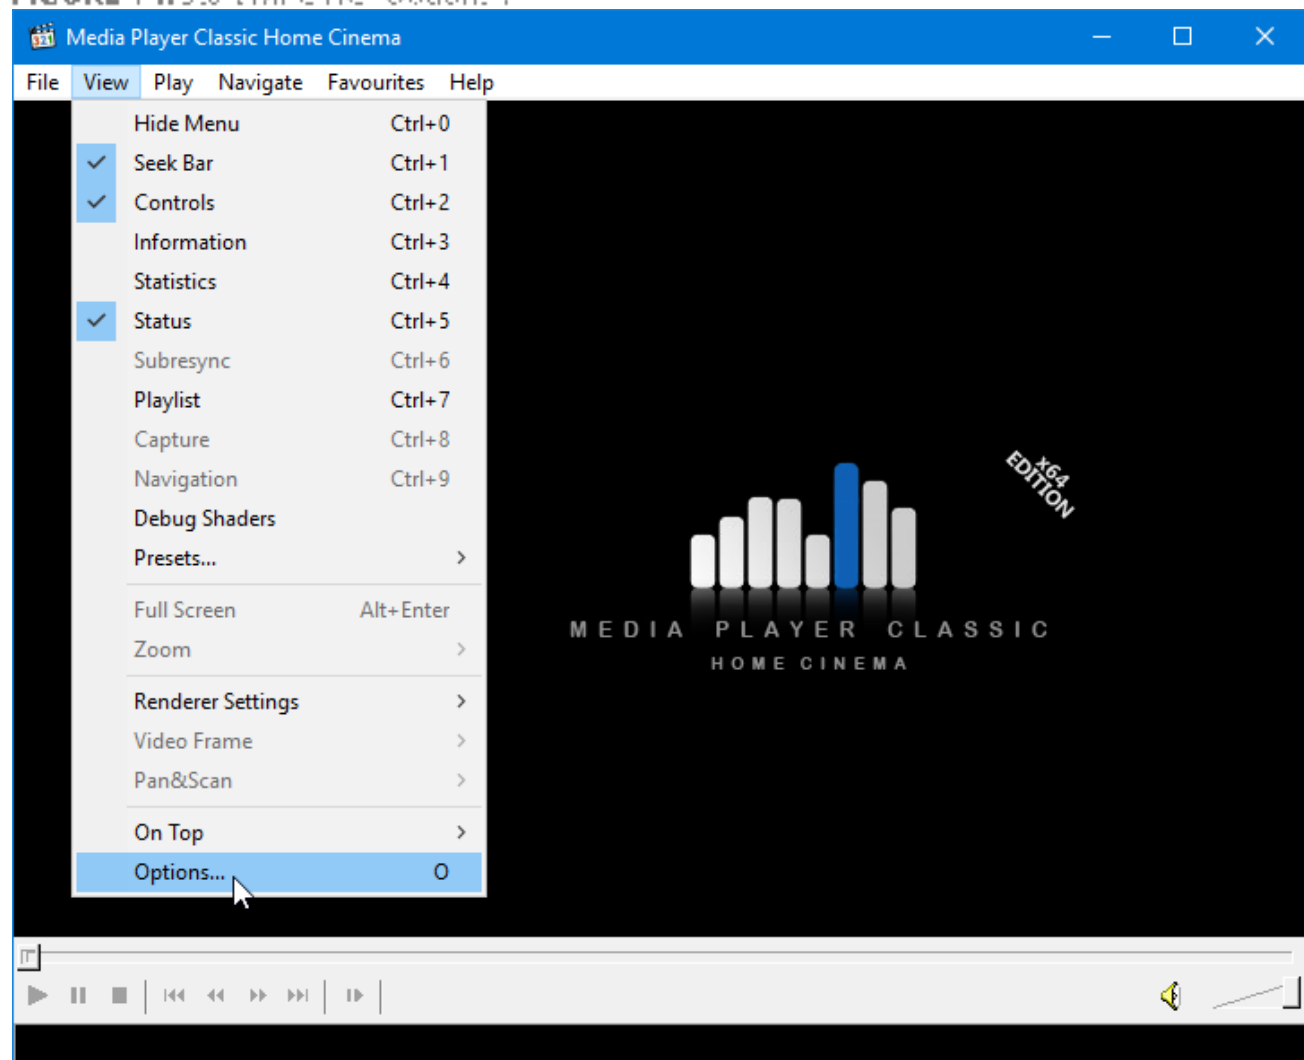 Media Player Classic Home Cinema
File View Play Navigate Favourites Help
Hide Menu Ctrl+0
Seek Bar Ctrl+1
Controls Ctrl+2
Information Ctrl+3
Statistics Ctrl+4
Status Ctrl+5
Subresync Ctrl+6
Playlist Ctrl+7
Capture Ctrl+8
Navigation Ctrl+9
Debug Shaders
Presets...
Full Screen Alt+Enter
Zoom
Renderer Settings
Video Frame
Pan&Scan
On Top
Options... O
x64
EDITION
MEDIA PLAYER CLASSIC
HOME CINEMA